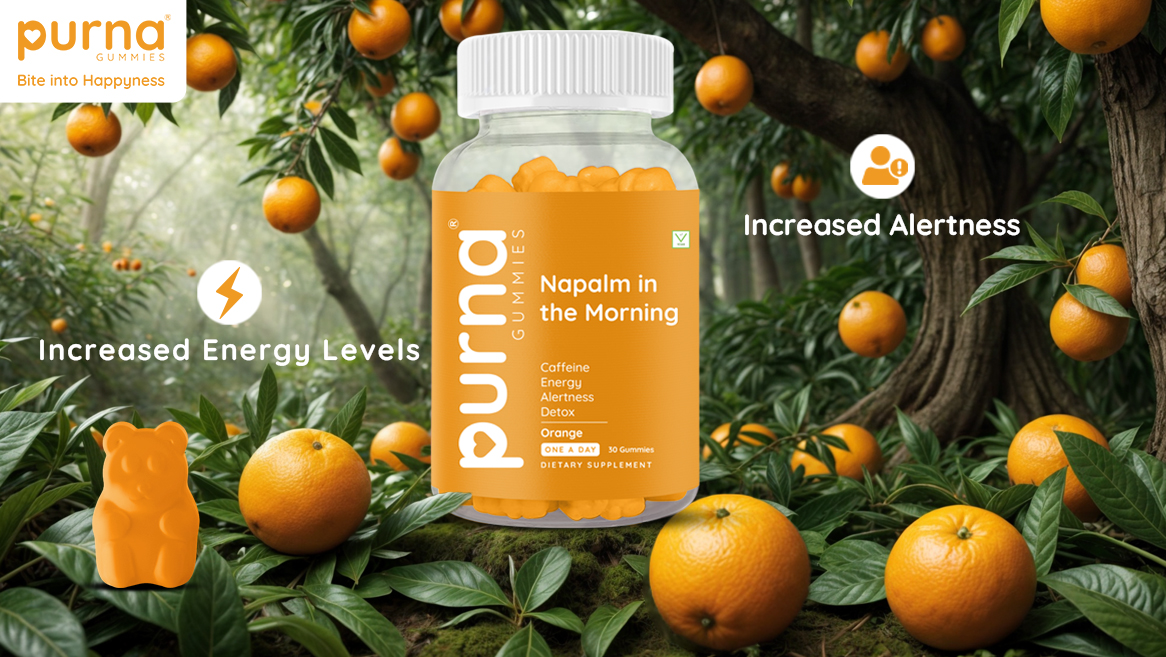 purna®
GUMMIES
Bite into Happyness
Increased Energy Levels
purna®
GUMMIES
Napalm in
the Morning
Caffeine
Energy
Alertness
Detox
Orange
ONE A DAY 30 Gummies
DIETARY SUPPLEMENT
Increased Alertness